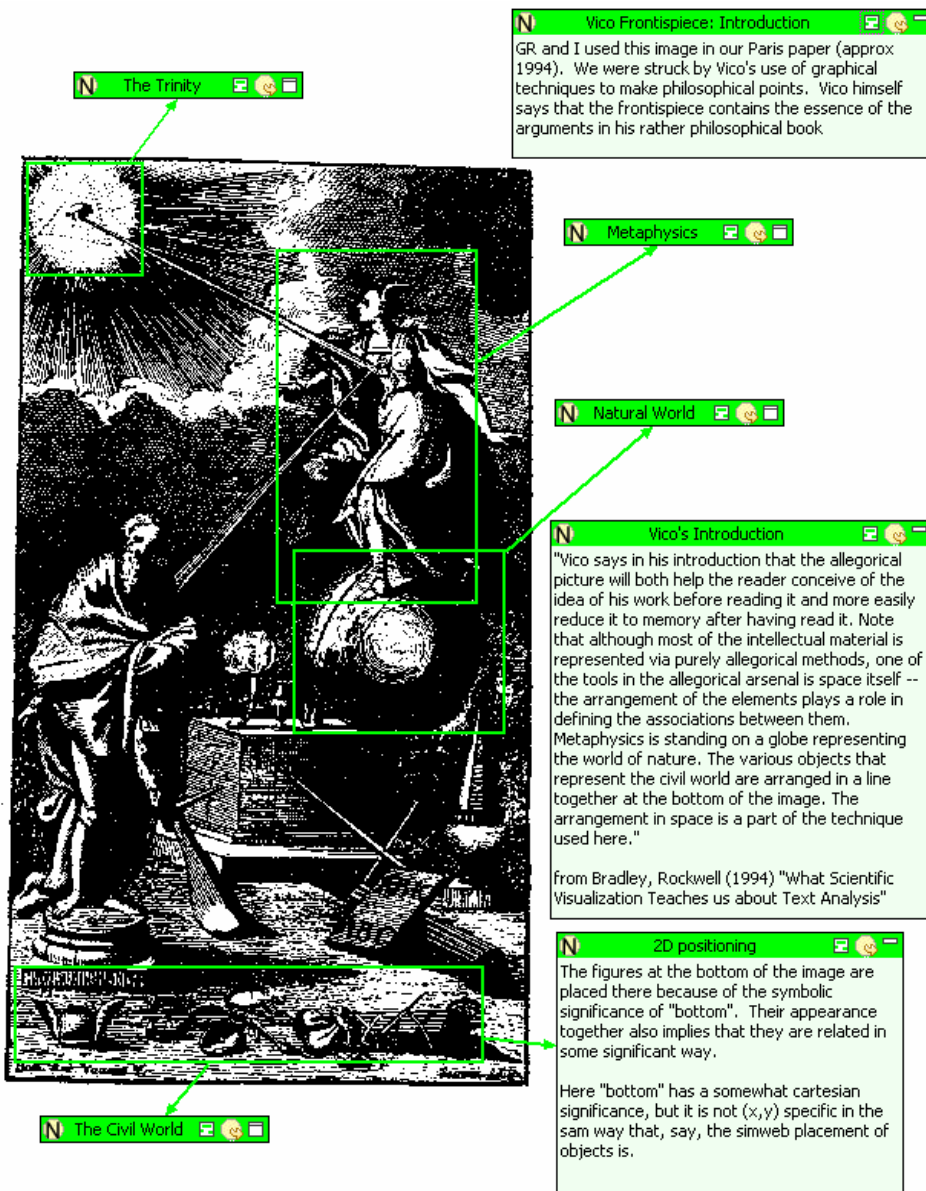 Vico Frontispiece: Introduction
GR and I used this image in our Paris paper (approx
1994). We were struck by Vico's use of graphical
techniques to make philosophical points. Vico himself
says that the frontispiece contains the essence of the
arguments in his rather philosophical book
The Trinity
Metaphysics
Natural World
Vico's Introduction
"Vico says in his introduction that the allegorical
picture will both help the reader conceive of the
idea of his work before reading it and more easily
reduce it to memory after having read it. Note
that although most of the intellectual material is
represented via purely allegorical methods, one of
the tools in the allegorical arsenal is space itself --
the arrangement of the elements plays a role in
defining the associations between them.
Metaphysics is standing on a globe representing
the world of nature. The various objects that
represent the civil world are arranged in a line
together at the bottom of the image. The
arrangement in space is a part of the technique
used here."
from Bradley, Rockwell (1994) "What Scientific
Visualization Teaches us about Text Analysis"
2D positioning
The figures at the bottom of the image are
placed there because of the symbolic
significance of "bottom". Their appearance
together also implies that they are related in
some significant way.
Here "bottom" has a somewhat cartesian
significance, but it is not (x,y) specific in the
sam way that, say, the simweb placement of
objects is.
The Civil World